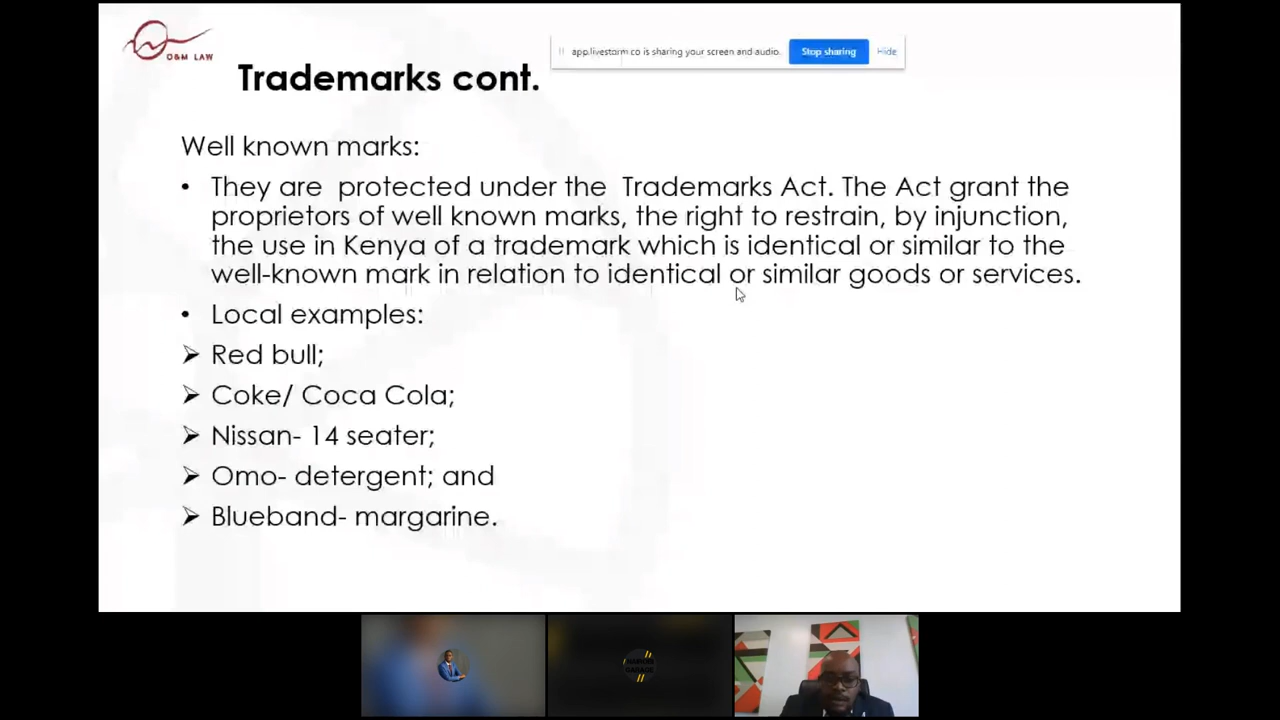 O&M LAW
app.livestorm.co is sharing your screen and audio.
Stop sharing
Hide
Trademarks cont.
Well known marks:
• They are protected under the Trademarks Act. The Act grant the
proprietors of well known marks, the right to restrain, by injunction,
the use in Kenya of a trademark which is identical or similar to the
well-known mark in relation to identical or similar goods or services.
• Local examples:
➢ Red bull;
➢ Coke/ Coca Cola;
➢ Nissan- 14 seater;
➢ Omo- detergent; and
➢ Blueband- margarine.
NAIROBI
GARAGE